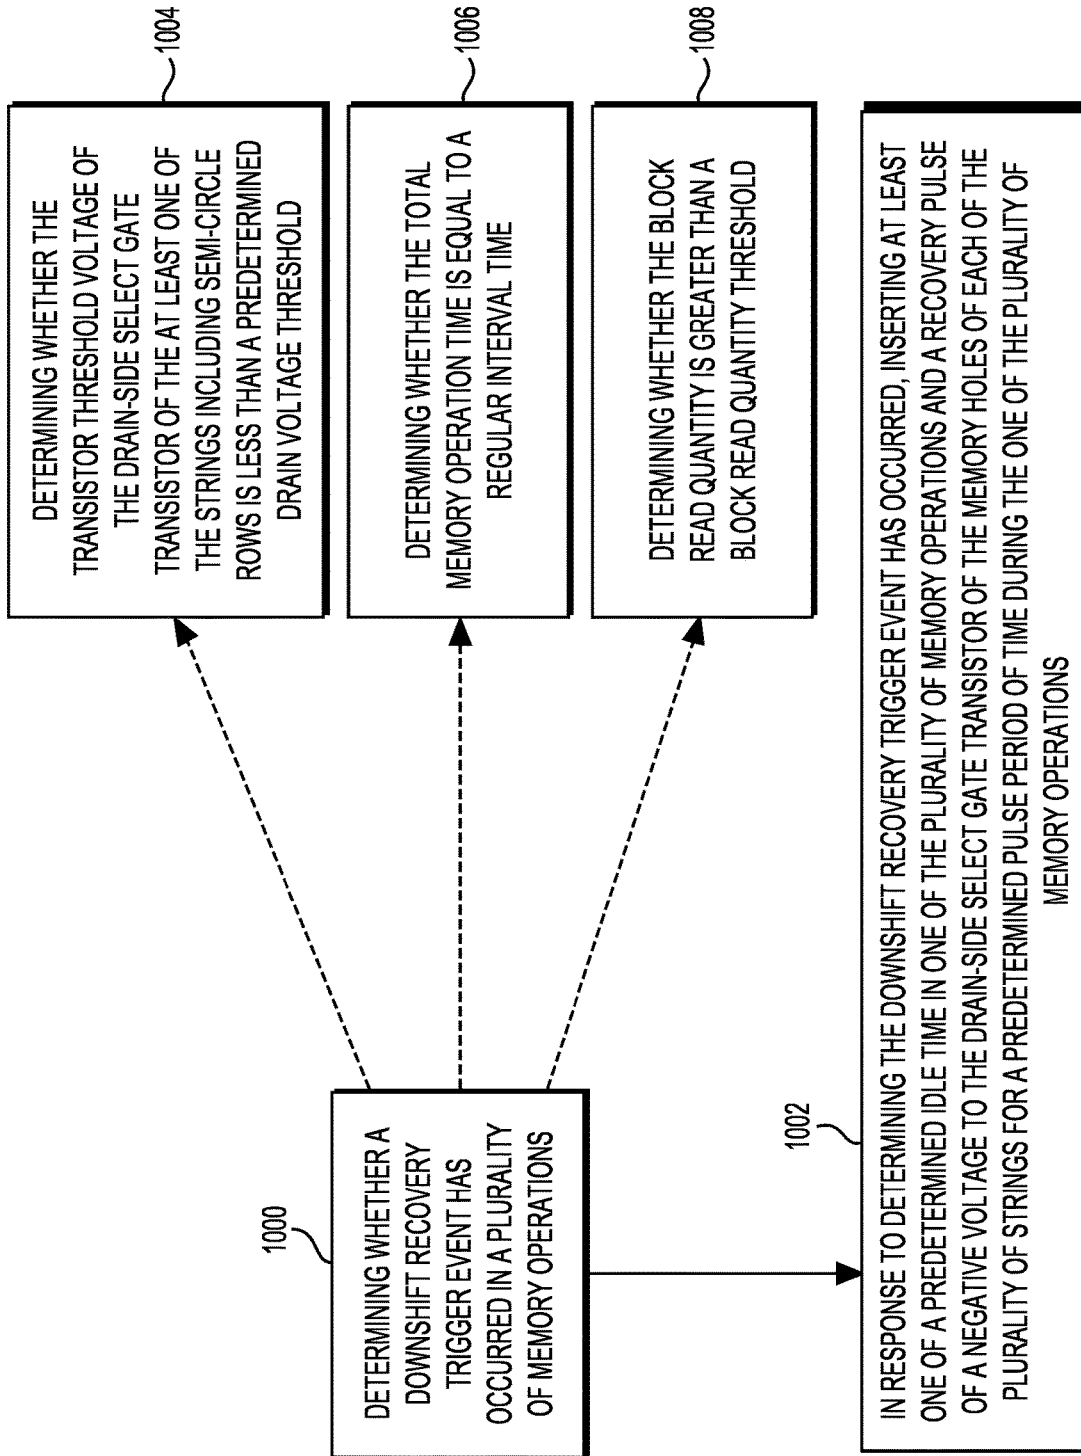 1000
DETERMINING WHETHER A
DOWNSHIFT RECOVERY
TRIGGER EVENT HAS
OCCURRED IN A PLURALITY
OF MEMORY OPERATIONS
1004
DETERMINING WHETHER THE
TRANSISTOR THRESHOLD VOLTAGE OF
THE DRAIN-SIDE SELECT GATE
TRANSISTOR OF THE AT LEAST ONE OF
THE STRINGS INCLUDING SEMI-CIRCLE
ROWS IS LESS THAN A PREDETERMINED
DRAIN VOLTAGE THRESHOLD
1006
DETERMINING WHETHER THE TOTAL
MEMORY OPERATION TIME IS EQUAL TO A
REGULAR INTERVAL TIME
1008
DETERMINING WHETHER THE BLOCK
READ QUANTITY IS GREATER THAN A
BLOCK READ QUANTITY THRESHOLD
1002
IN RESPONSE TO DETERMINING THE DOWNSHIFT RECOVERY TRIGGER EVENT HAS OCCURRED, INSERTING AT LEAST
ONE OF A PREDETERMINED IDLE TIME IN ONE OF THE PLURALITY OF MEMORY OPERATIONS AND A RECOVERY PULSE
OF A NEGATIVE VOLTAGE TO THE DRAIN-SIDE SELECT GATE TRANSISTOR OF THE MEMORY HOLES OF EACH OF THE
PLURALITY OF STRINGS FOR A PREDETERMINED PULSE PERIOD OF TIME DURING THE ONE OF THE PLURALITY OF
MEMORY OPERATIONS